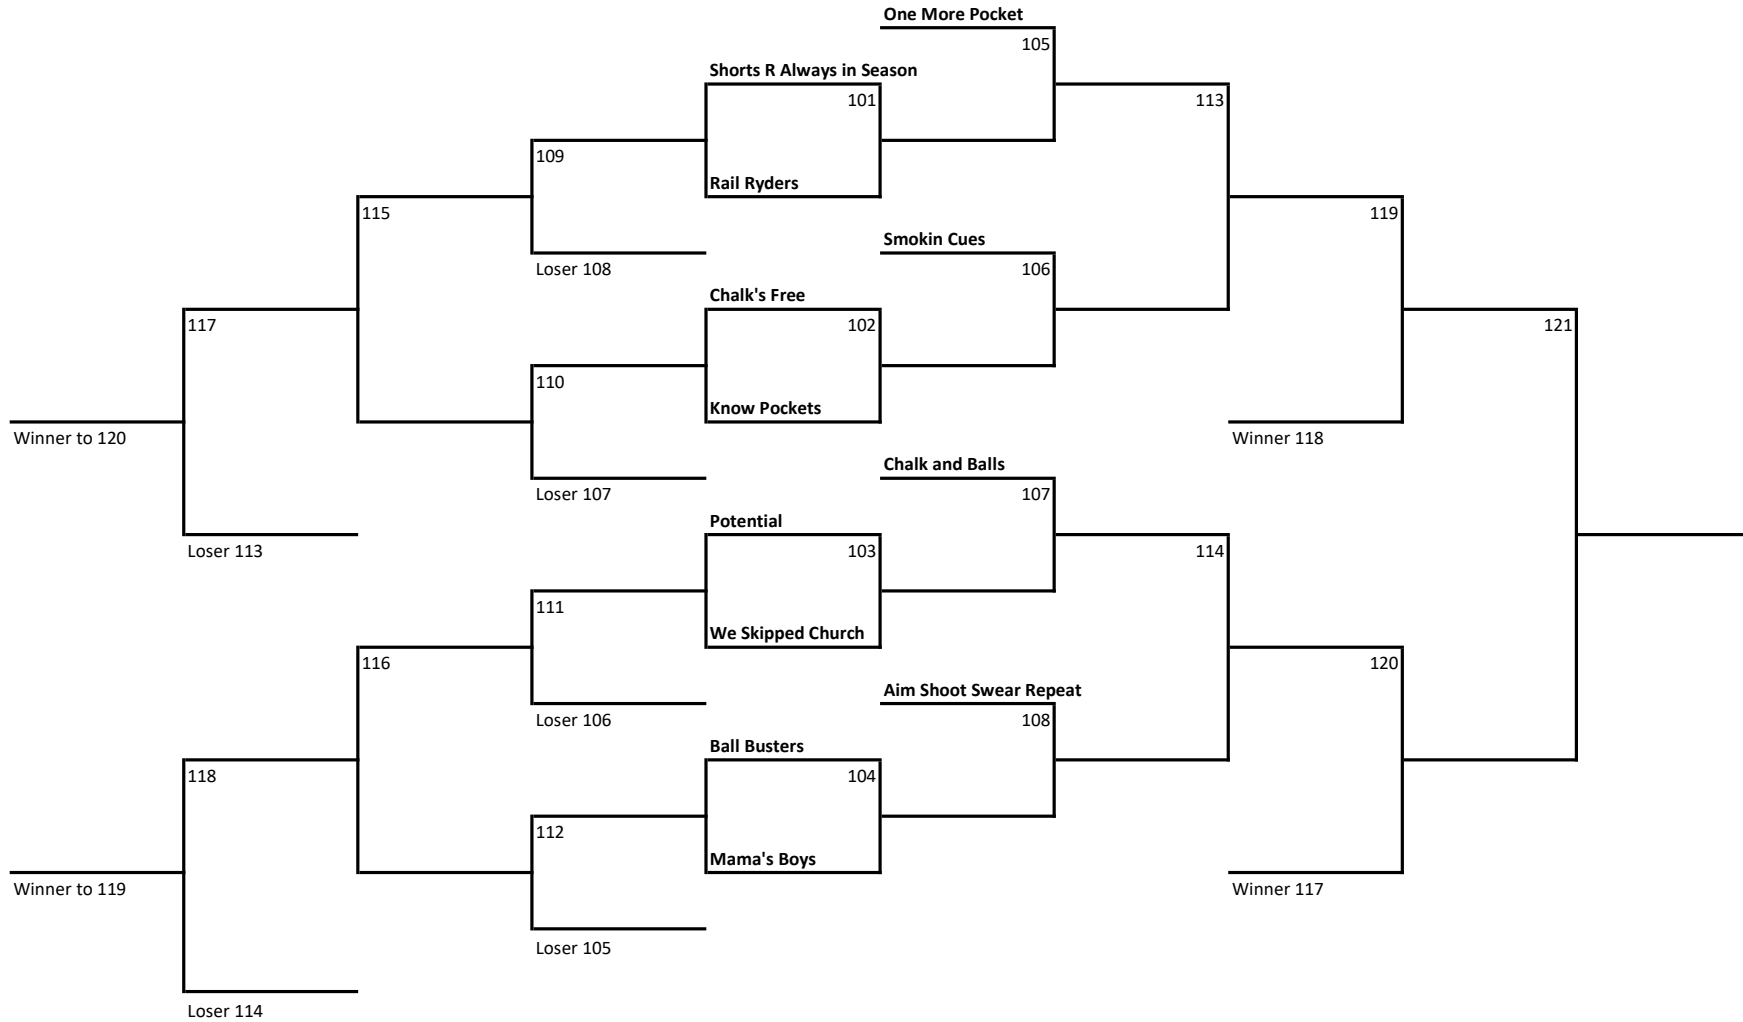 One More Pocket
105
Shorts R Always in Season
101
113
109
Rail Ryders
115
119
Smokin Cues
Loser 108
106
Chalk's Free
117
102
121
110
Know Pockets
Winner to 120
Winner 118
Chalk and Balls
Loser 107
107
Potential
Loser 113
103
114
111
We Skipped Church
116
120
Aim Shoot Swear Repeat
Loser 106
108
Ball Busters
118
104
112
Mama's Boys
Winner to 119
Winner 117
Loser 105
Loser 114